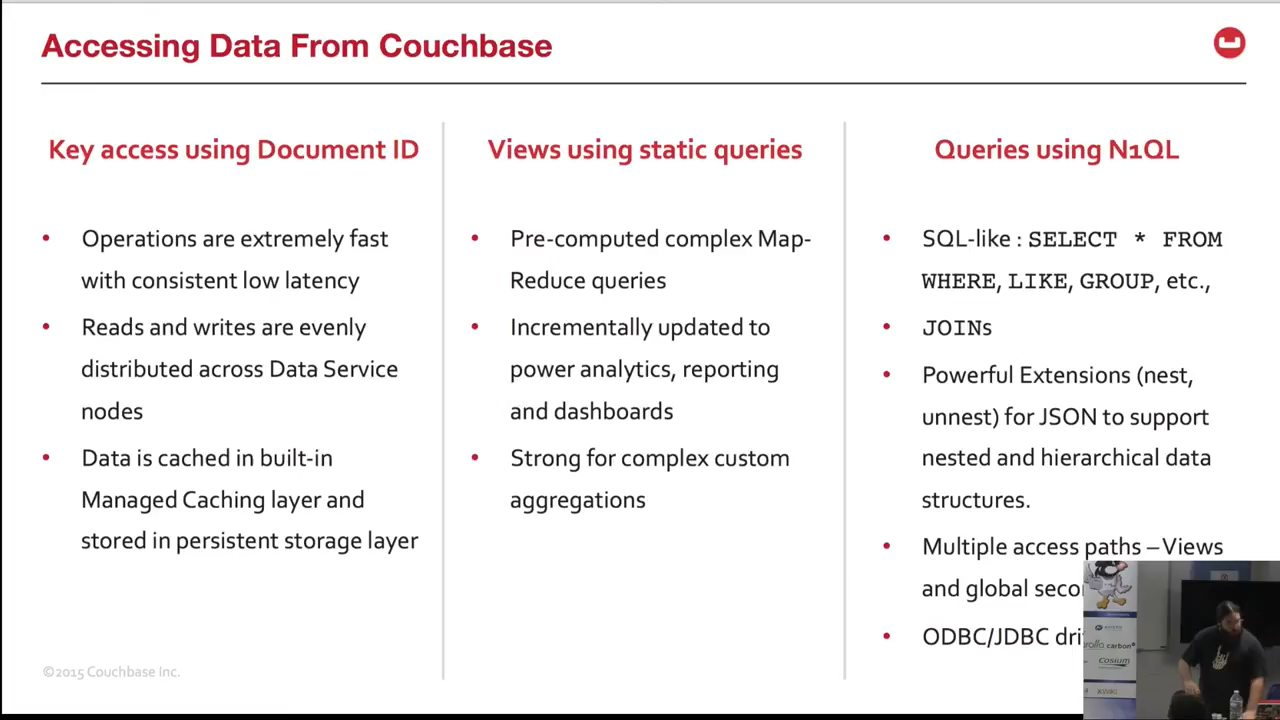 Accessing Data From Couchbase
Key access using Document ID
• Operations are extremely fast
with consistent low latency
• Reads and writes are evenly
distributed across Data Service
nodes
• Data is cached in built-in
Managed Caching layer and
stored in persistent storage layer
Views using static queries
• Pre-computed complex Map-
Reduce queries
• Incrementally updated to
power analytics, reporting
and dashboards
• Strong for complex custom
aggregations
Queries using N1QL
• SQL-like : SELECT * FROM
WHERE, LIKE, GROUP, etc.,
• JOINs
• Powerful Extensions (nest,
unnest) for JSON to support
nested and hierarchical data
structures.
• Multiple access paths – Views
and global
• ODBC/JDBC
©2015 Couchbase Inc.
carbon
Cosium
XWIKI